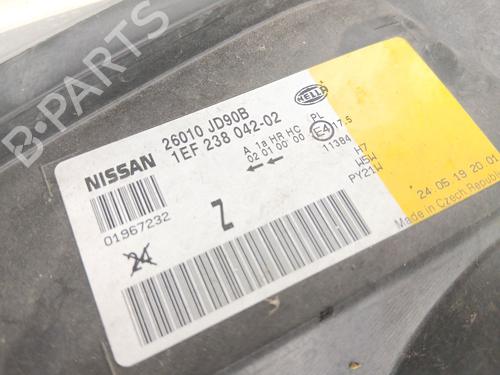 B-PARTS
HELLA
26010 JD90B
1EF 238 042-02
NISSAN
A 1a HR HC PL
02 01 00 00 E4 17.5
11384
H7
W5W
PY21W
01967232
Z
24
24 05 19 20 01
Made in Czech Republic